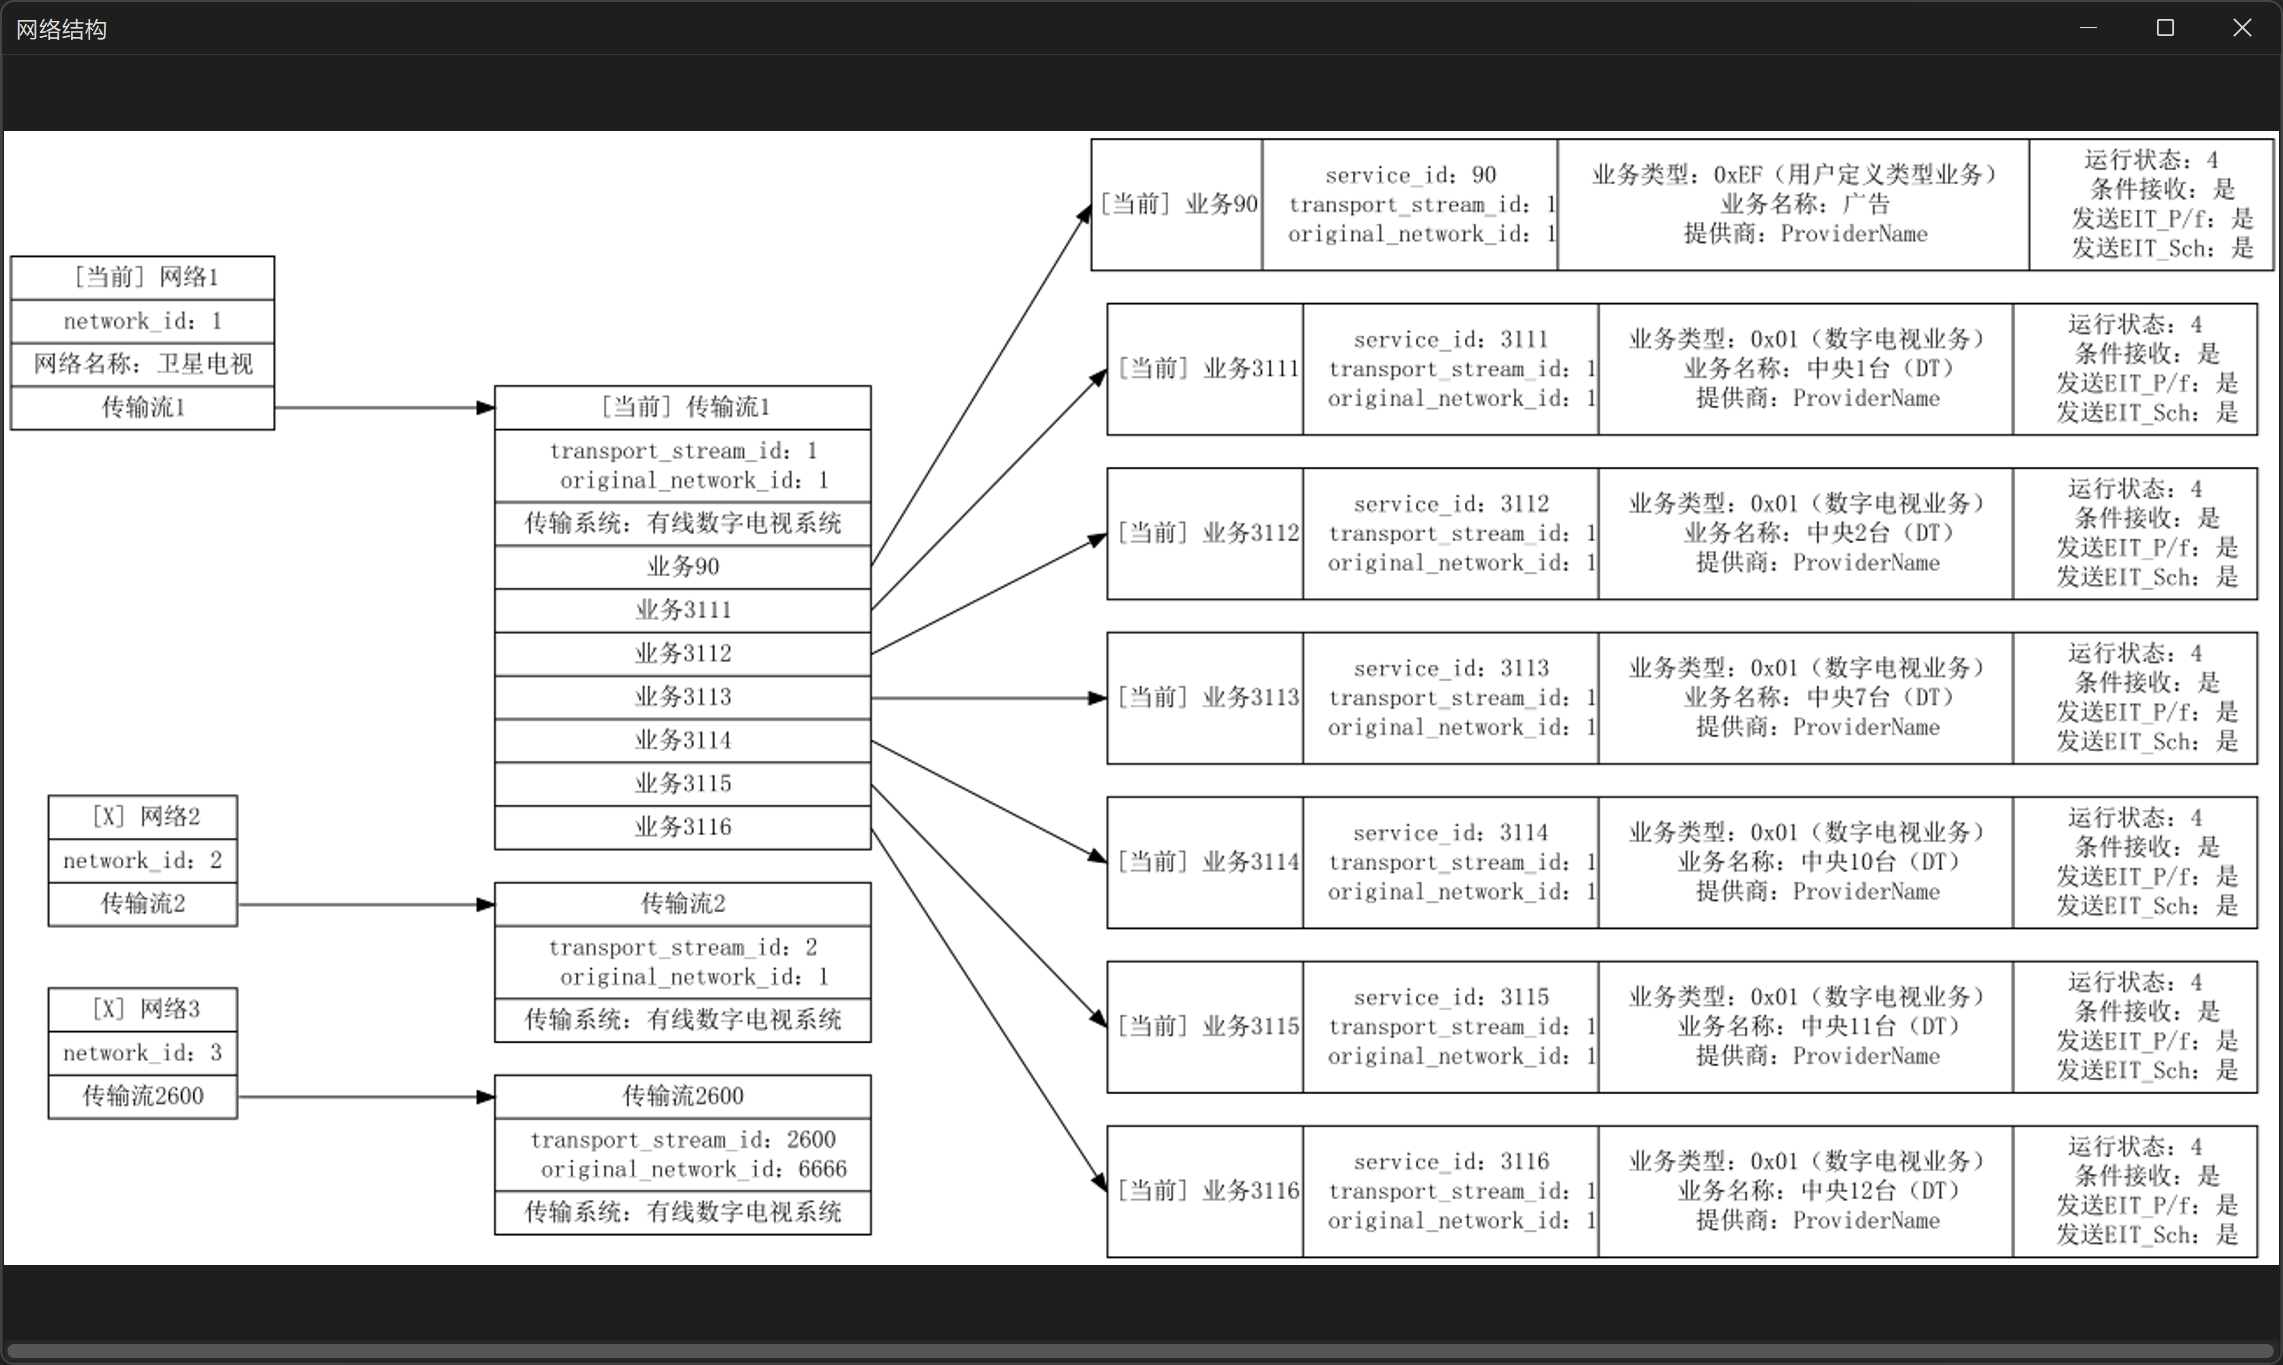 网络结构
[当前] 网络1
network_id: 1
网络名称: 卫星电视
传输流1
[X] 网络2
network_id: 2
传输流2
[X] 网络3
network_id: 3
传输流2600
[当前] 传输流1
transport_stream_id: 1
original_network_id: 1
传输系统: 有线数字电视系统
业务90
业务3111
业务3112
业务3113
业务3114
业务3115
业务3116
传输流2
transport_stream_id: 2
original_network_id: 1
传输系统: 有线数字电视系统
传输流2600
transport_stream_id: 2600
original_network_id: 6666
传输系统: 有线数字电视系统
[当前] 业务90
service_id: 90
transport_stream_id: 1
original_network_id: 1
业务类型: 0xEF (用户定义类型业务)
业务名称: 广告
提供商: ProviderName
运行状态: 4
条件接收: 是
发送EIT_P/f: 是
发送EIT_Sch: 是
[当前] 业务3111
service_id: 3111
transport_stream_id: 1
original_network_id: 1
业务类型: 0x01 (数字电视业务)
业务名称: 中央1台 (DT)
提供商: ProviderName
运行状态: 4
条件接收: 是
发送EIT_P/f: 是
发送EIT_Sch: 是
[当前] 业务3112
service_id: 3112
transport_stream_id: 1
original_network_id: 1
业务类型: 0x01 (数字电视业务)
业务名称: 中央2台 (DT)
提供商: ProviderName
运行状态: 4
条件接收: 是
发送EIT_P/f: 是
发送EIT_Sch: 是
[当前] 业务3113
service_id: 3113
transport_stream_id: 1
original_network_id: 1
业务类型: 0x01 (数字电视业务)
业务名称: 中央7台 (DT)
提供商: ProviderName
运行状态: 4
条件接收: 是
发送EIT_P/f: 是
发送EIT_Sch: 是
[当前] 业务3114
service_id: 3114
transport_stream_id: 1
original_network_id: 1
业务类型: 0x01 (数字电视业务)
业务名称: 中央10台 (DT)
提供商: ProviderName
运行状态: 4
条件接收: 是
发送EIT_P/f: 是
发送EIT_Sch: 是
[当前] 业务3115
service_id: 3115
transport_stream_id: 1
original_network_id: 1
业务类型: 0x01 (数字电视业务)
业务名称: 中央11台 (DT)
提供商: ProviderName
运行状态: 4
条件接收: 是
发送EIT_P/f: 是
发送EIT_Sch: 是
[当前] 业务3116
service_id: 3116
transport_stream_id: 1
original_network_id: 1
业务类型: 0x01 (数字电视业务)
业务名称: 中央12台 (DT)
提供商: ProviderName
运行状态: 4
条件接收: 是
发送EIT_P/f: 是
发送EIT_Sch: 是